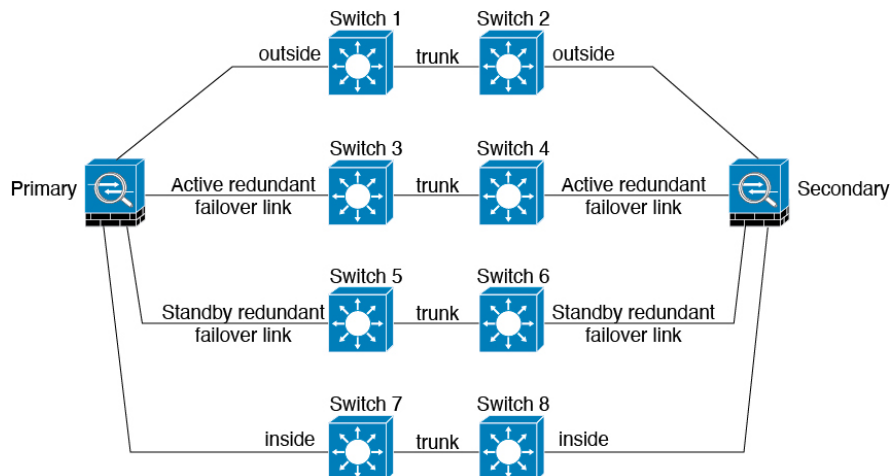 Switch 1
Switch 2
outside
trunk
outside
Switch 3
Switch 4
Primary
Active redundant
failover link
trunk
Active redundant
failover link
Secondary
Switch 5
Switch 6
Standby redundant
failover link
trunk
Standby redundant
failover link
Switch 7
Switch 8
inside
trunk
inside